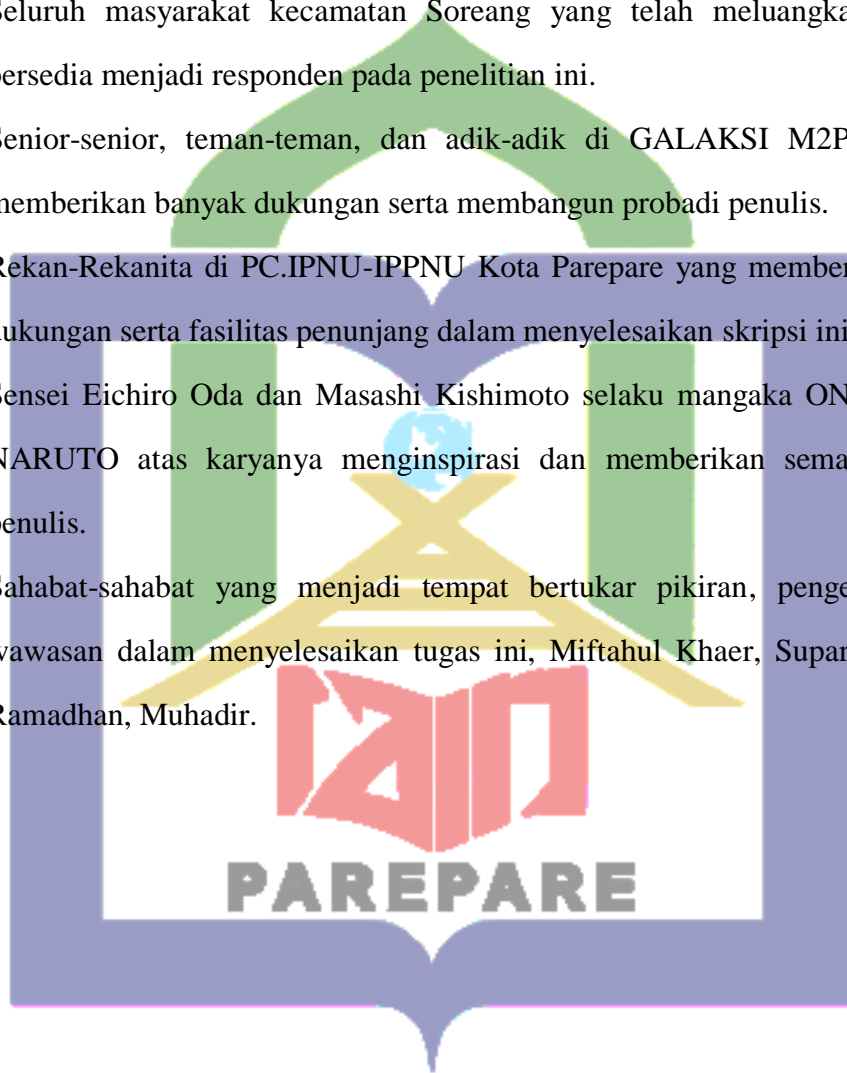 Seluruh masyarakat kecamatan Soreang yang telah meluangka
bersedia menjadi responden pada penelitian ini.
Senior-senior, teman-teman, dan adik-adik di GALAKSI M2P
memberikan banyak dukungan serta membangun probadi penulis.
Rekan-Rekanita di PC.IPNU-IPPNU Kota Parepare yang member
dukungan serta fasilitas penunjang dalam menyelesaikan skripsi ini
Sensei Eichiro Oda dan Masashi Kishimoto selaku mangaka ON
NARUTO atas karyanya menginspirasi dan memberikan sema
penulis.
Sahabat-sahabat yang menjadi tempat bertukar pikiran, penge
wawasan dalam menyelesaikan tugas ini, Miftahul Khaer, Supar
Ramadhan, Muhadir.
iain
PAREPARE